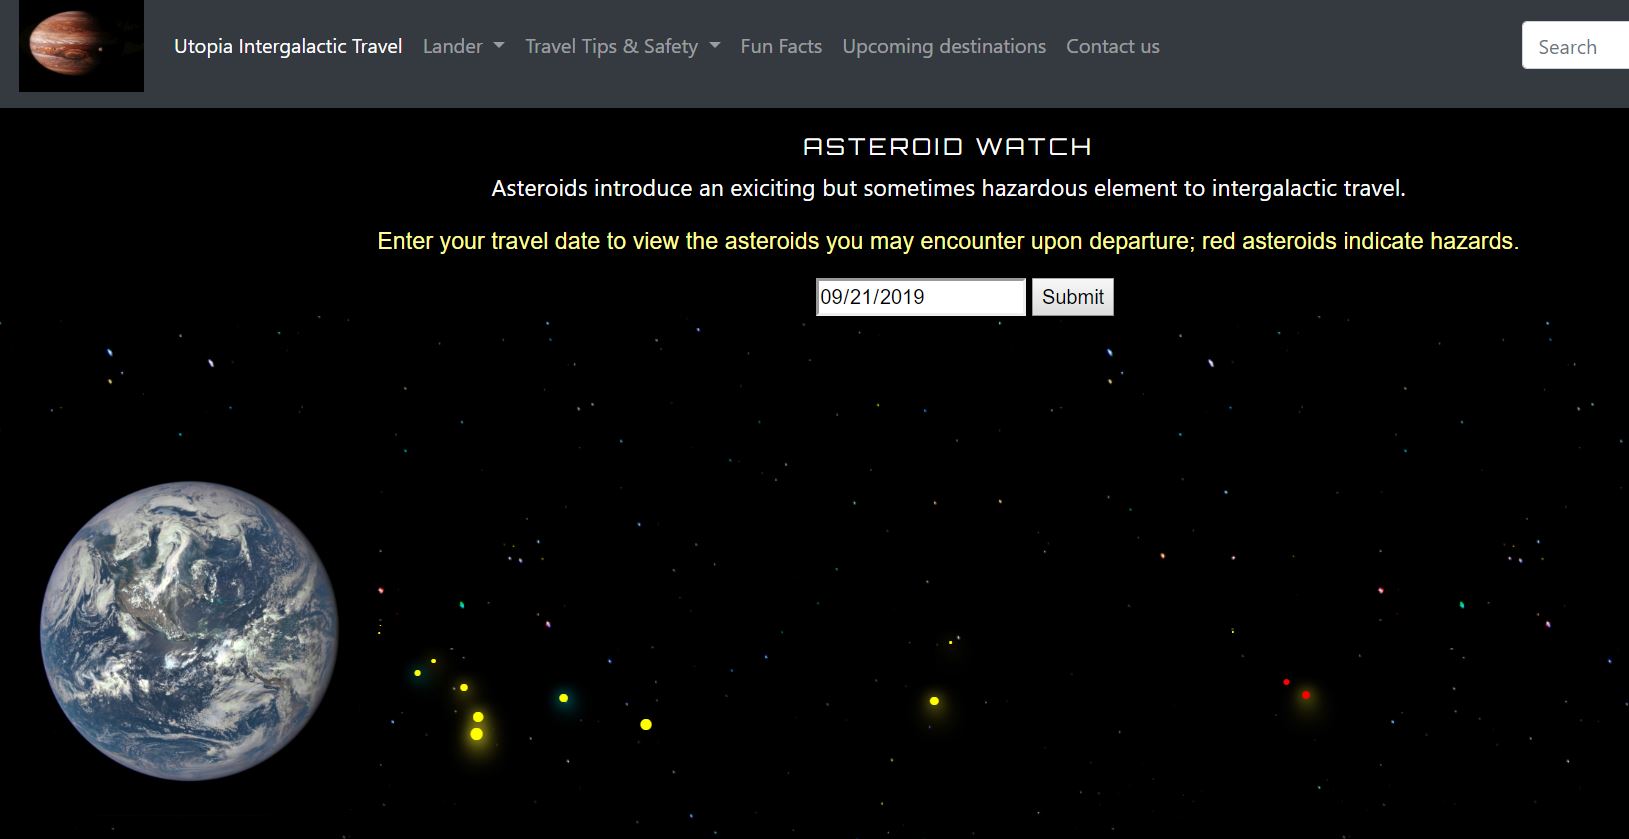 Utopia Intergalactic Travel Lander Travel Tips & Safety Fun Facts Upcoming destinations Contact us Search
ASTEROID WATCH
Asteroids introduce an exiciting but sometimes hazardous element to intergalactic travel.
Enter your travel date to view the asteroids you may encounter upon departure; red asteroids indicate hazards.
09/21/2019 Submit